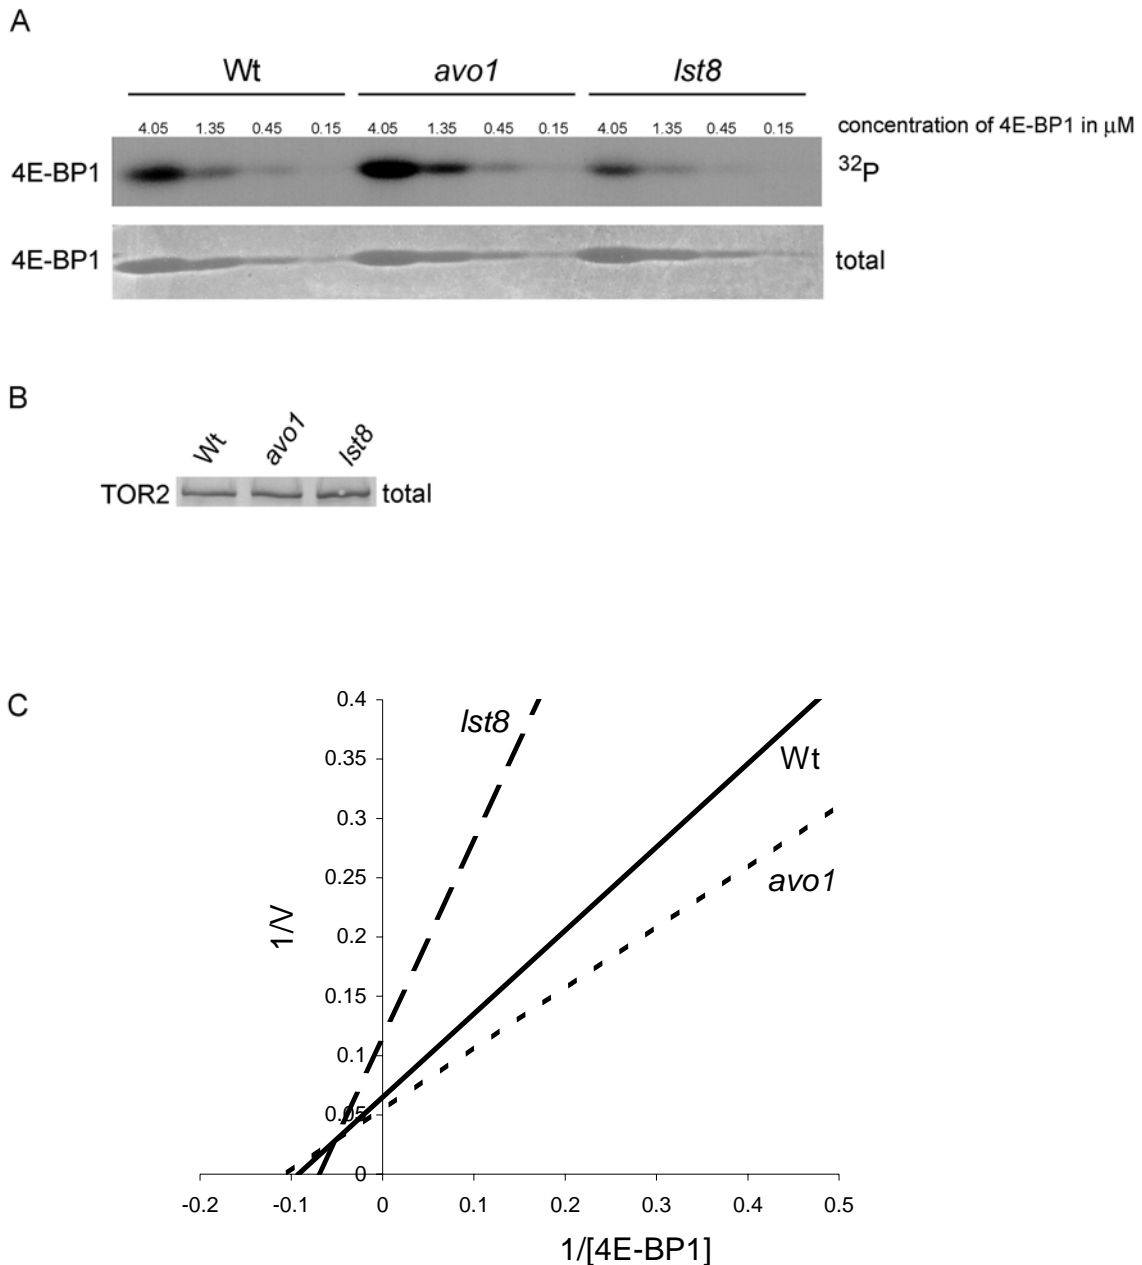 A
Wt avo1 lst8
4.05 1.35 0.45 0.15 4.05 1.35 0.45 0.15 4.05 1.35 0.45 0.15 concentration of 4E-BP1 in μM
4E-BP1 32P
4E-BP1 total
B
Wt avo1 lst8
TOR2 total
C
0.4
lst8
0.35
Wt
0.3
0.25
avo1
0.2
1/V
0.15
0.1
0.05
0
-0.2 -0.1 0 0.1 0.2 0.3 0.4 0.5
1/[4E-BP1]